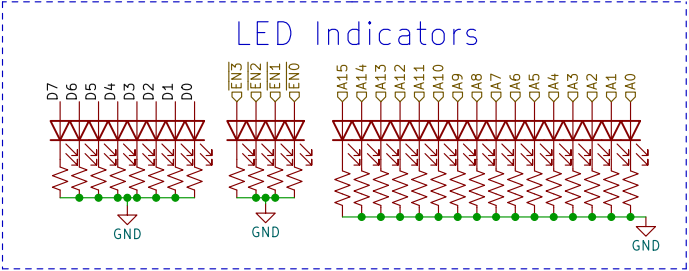 LED Indicators
D7 D6 D5 D4 D3 D2 D1 D0
EN3 EN2 EN1 EN0
A15 A14 A13 A12 A11 A10 A9 A8 A7 A6 A5 A4 A3 A2 A1 A0
GND
GND
GND